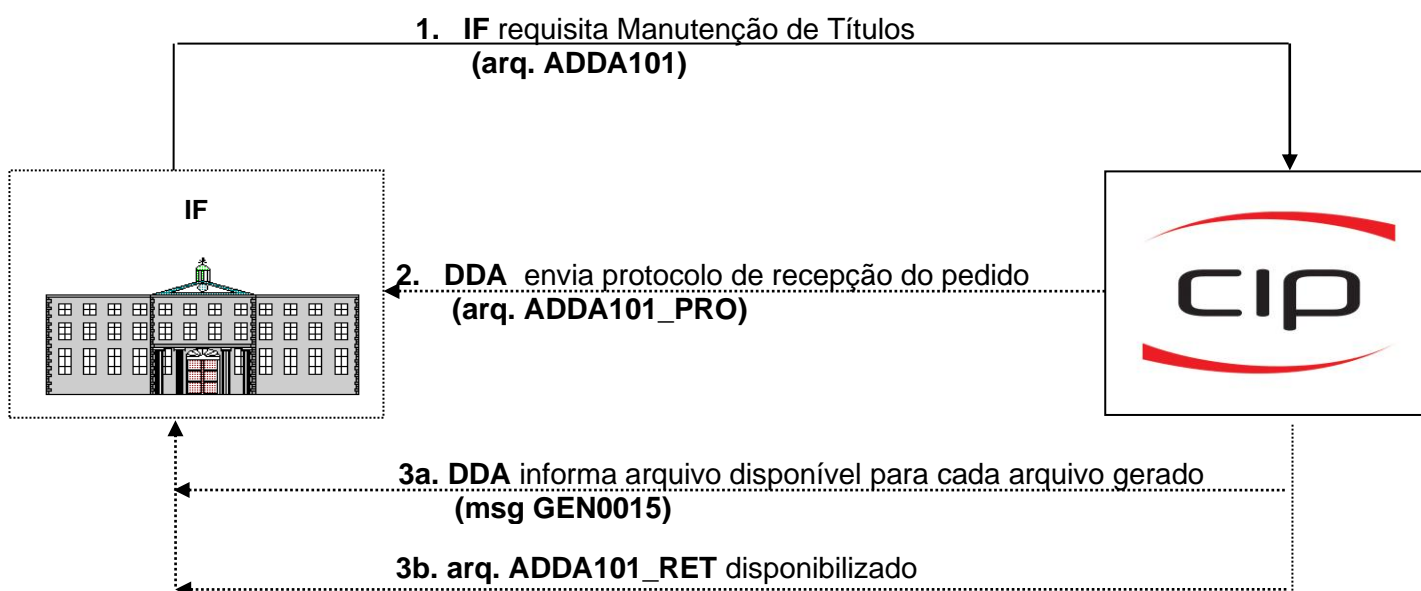 1. IF requisita Manutenção de Títulos
(arq. ADDA101)
IF
CIP
2. DDA envia protocolo de recepção do pedido
(arq. ADDA101_PRO)
3a. DDA informa arquivo disponível para cada arquivo gerado
(msg GEN0015)
3b. arq. ADDA101_RET disponibilizado